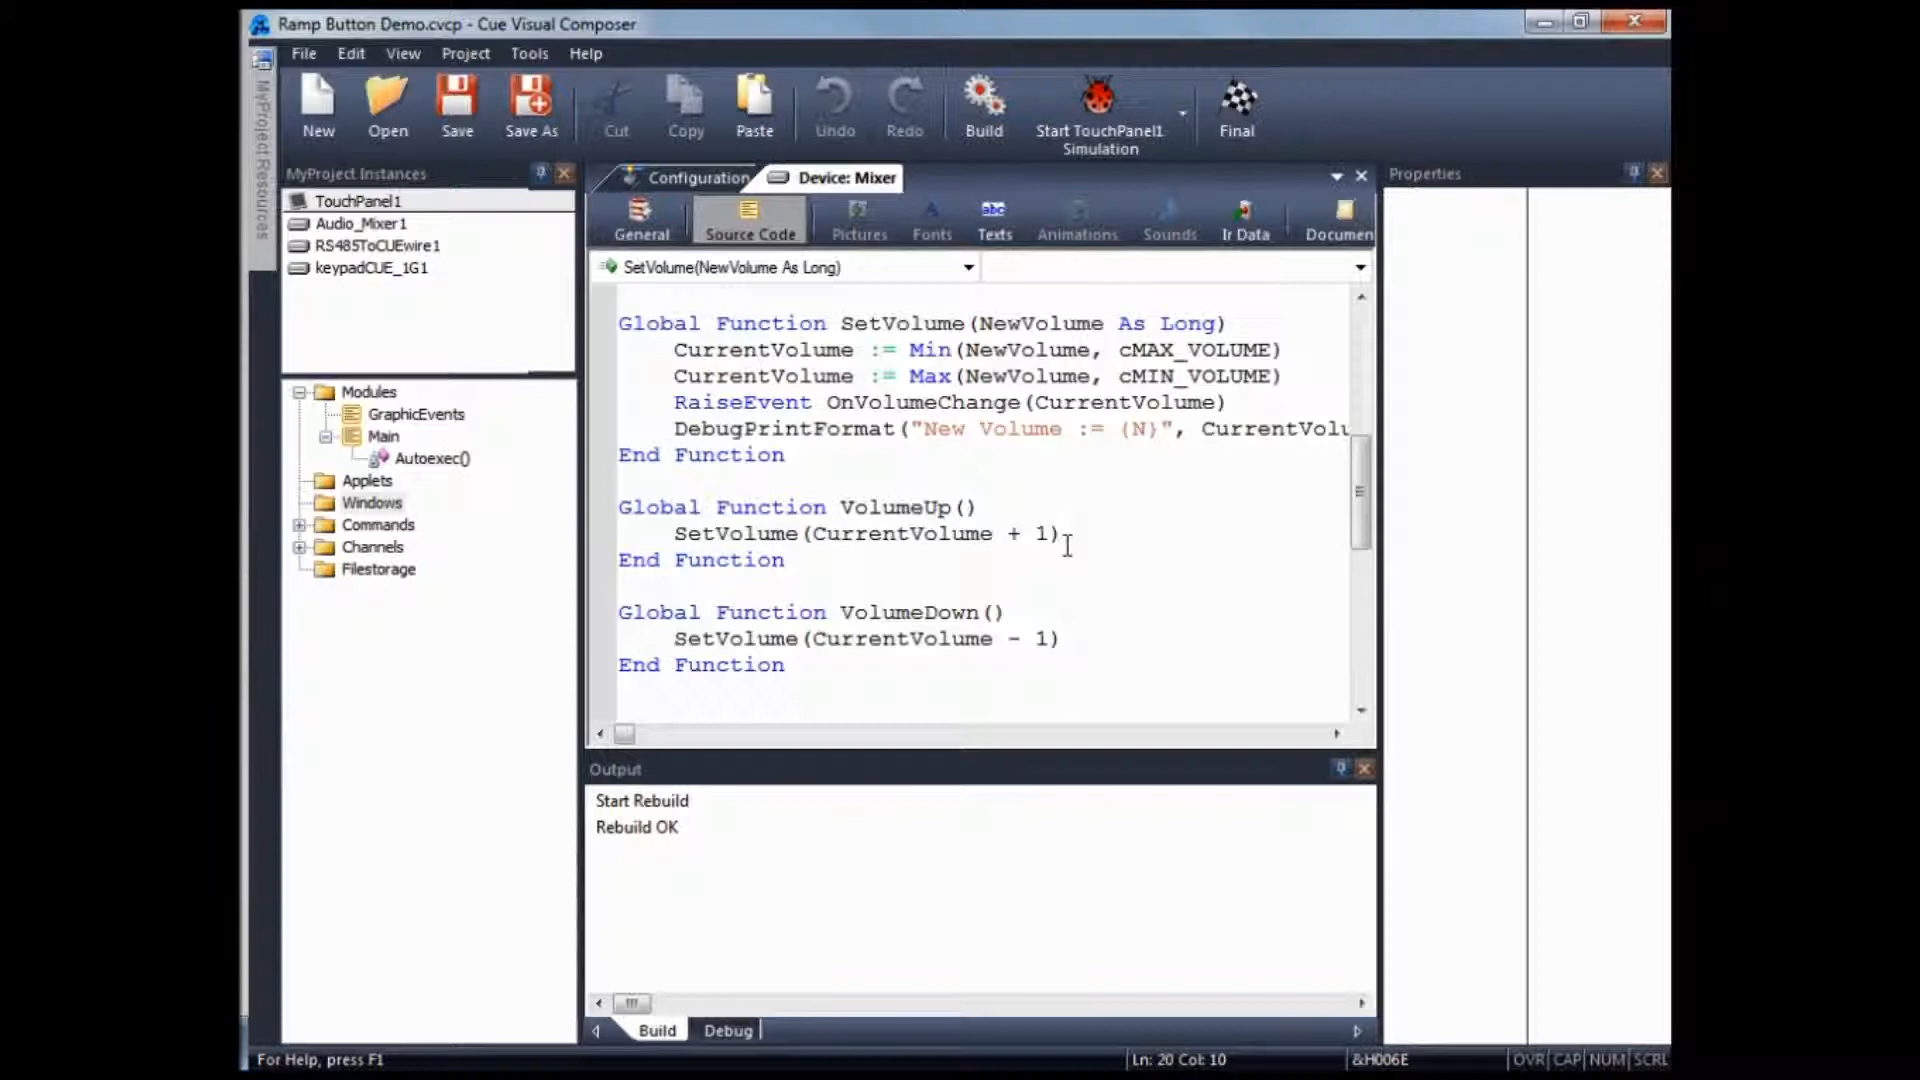 Ramp Button Demo.cvcp - Cue Visual Composer
File Edit View Project Tools Help
New Open Save Save As Cut Copy Paste Undo Redo Build Start TouchPanel1 Simulation Final
MyProject Resources
MyProject Instances
TouchPanel1
Audio_Mixer1
RS485ToCUEwire1
keypadCUE_1G1
Modules
GraphicEvents
Main
Autoexec()
Applets
Windows
Commands
Channels
Filestorage
Configuration Device: Mixer
General Source Code Pictures Fonts Texts Animations Sounds Ir Data Documen
SetVolume(NewVolume As Long)
Global Function SetVolume(NewVolume As Long)
CurrentVolume := Min(NewVolume, cMAX_VOLUME)
CurrentVolume := Max(NewVolume, cMIN_VOLUME)
RaiseEvent OnVolumeChange(CurrentVolume)
DebugPrintFormat("New Volume := {N}", CurrentVolu
End Function
Global Function VolumeUp()
SetVolume(CurrentVolume + 1)
End Function
Global Function VolumeDown()
SetVolume(CurrentVolume - 1)
End Function
Output
Start Rebuild
Rebuild OK
Build Debug
Properties
For Help, press F1
Ln: 20 Col: 10
&H006E
OVR CAP NUM SCRL